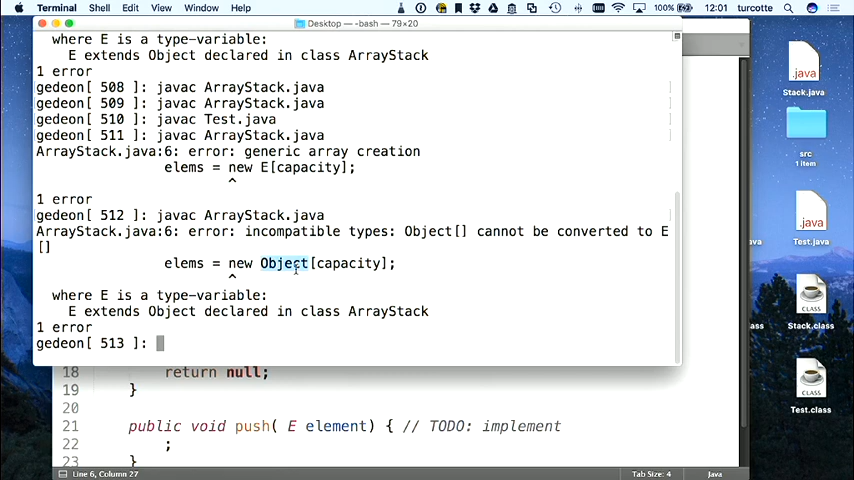 Terminal Shell Edit View Window Help 100% 12:01 turcotte
Desktop — -bash — 79×20
where E is a type-variable:
E extends Object declared in class ArrayStack
1 error
gedeon[ 508 ]: javac ArrayStack.java
gedeon[ 509 ]: javac ArrayStack.java
gedeon[ 510 ]: javac Test.java
gedeon[ 511 ]: javac ArrayStack.java
ArrayStack.java:6: error: generic array creation
elems = new E[capacity];
^
1 error
gedeon[ 512 ]: javac ArrayStack.java
ArrayStack.java:6: error: incompatible types: Object[] cannot be converted to E
[]
elems = new Object[capacity];
^
where E is a type-variable:
E extends Object declared in class ArrayStack
1 error
gedeon[ 513 ]:
18 return null;
19 }
20
21 public void push( E element) { // TODO: implement
22 ;
23 }
Line 6, Column 27 Tab Size: 4 Java
.java
Stack.java
src
1 item
.java
ava
Test.java
CLASS
ass
Stack.class
CLASS
Test.class